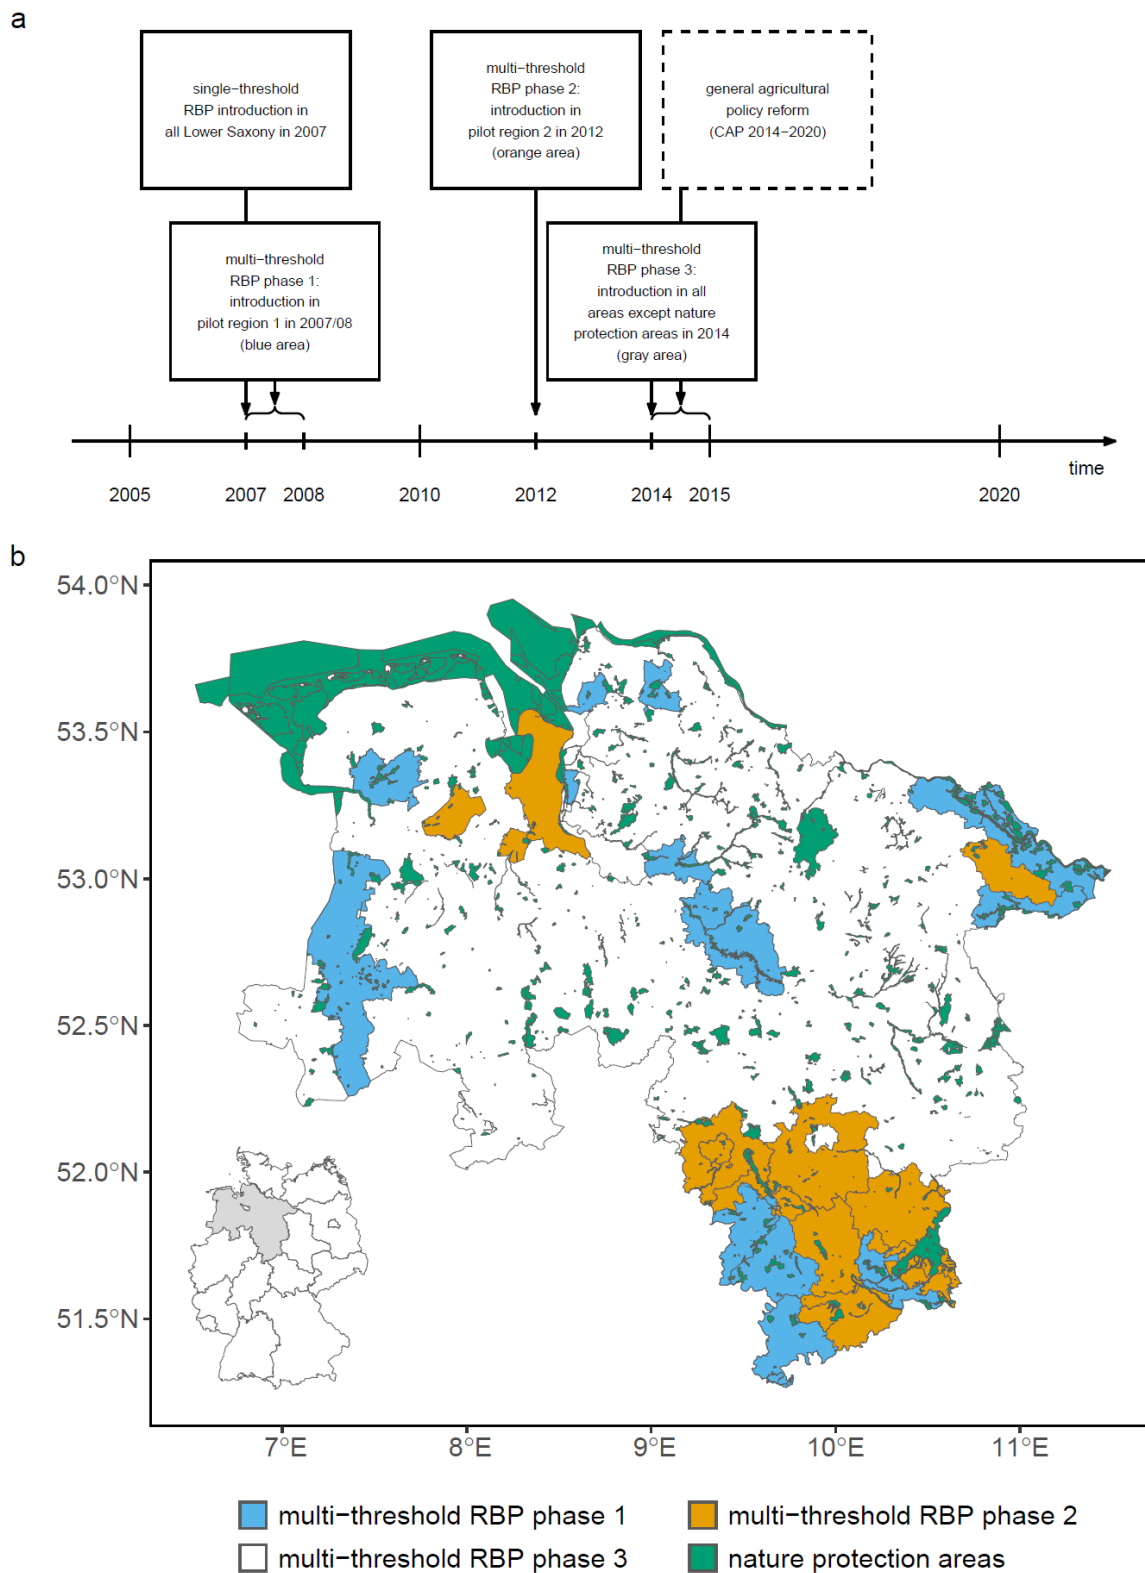 a
single−threshold
RBP introduction in
all Lower Saxony in 2007
multi−threshold
RBP phase 2:
introduction in
pilot region 2 in 2012
(orange area)
general agricultural
policy reform
(CAP 2014−2020)
multi−threshold
RBP phase 1:
introduction in
pilot region 1 in 2007/08
(blue area)
multi−threshold
RBP phase 3:
introduction in all
areas except nature
protection areas in 2014
(gray area)
time
2005 2007 2008 2010 2012 2014 2015 2020
b
54.0°N
53.5°N
53.0°N
52.5°N
52.0°N
51.5°N
7°E 8°E 9°E 10°E 11°E
multi−threshold RBP phase 1
multi−threshold RBP phase 2
multi−threshold RBP phase 3
nature protection areas